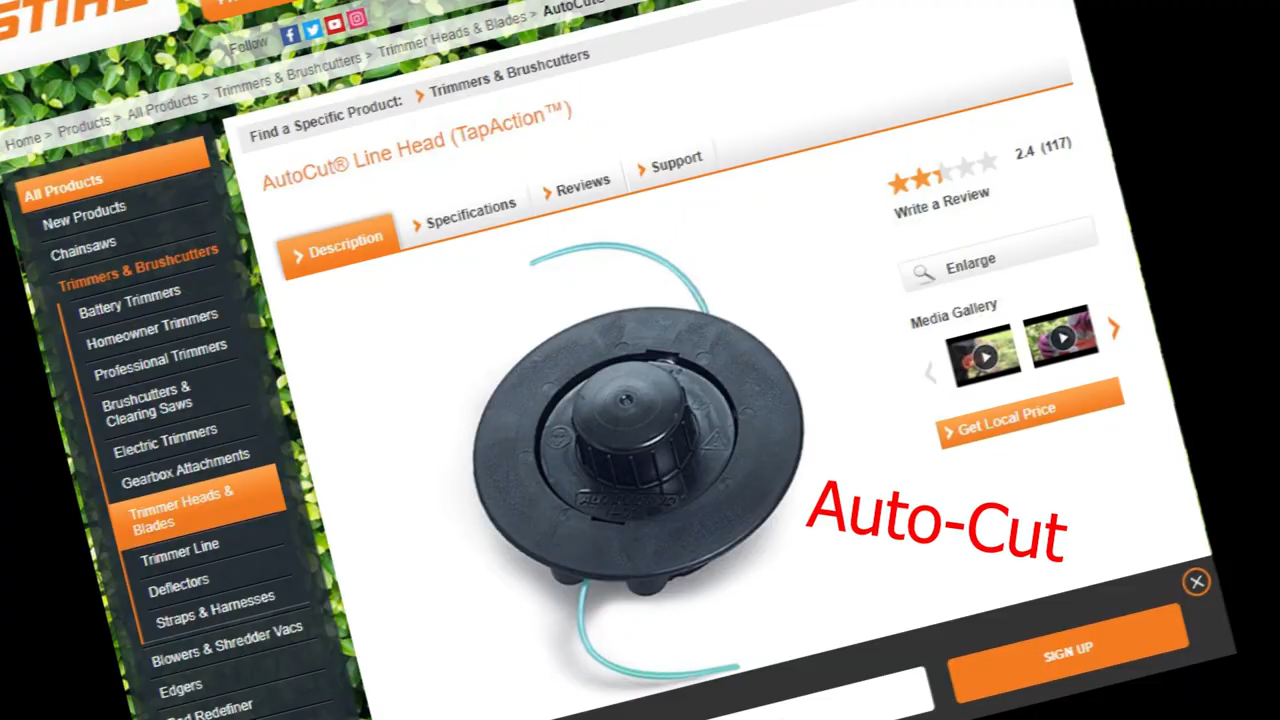 STIHL
Follow
Home > Products > All Products > Trimmers & Brushcutters > Trimmer Heads & Blades >
Find a Specific Product: Trimmers & Brushcutters
AutoCut® Line Head (TapAction™)
Description
Specifications
Reviews
Support
2.4 (117)
Write a Review
Enlarge
Media Gallery
Get Local Price
All Products
New Products
Chainsaws
Trimmers & Brushcutters
Battery Trimmers
Homeowner Trimmers
Professional Trimmers
Brushcutters &
Clearing Saws
Electric Trimmers
Gearbox Attachments
Trimmer Heads &
Blades
Trimmer Line
Deflectors
Straps & Harnesses
Blowers & Shredder Vacs
Edgers
Redefiner
Auto-Cut
SIGN UP